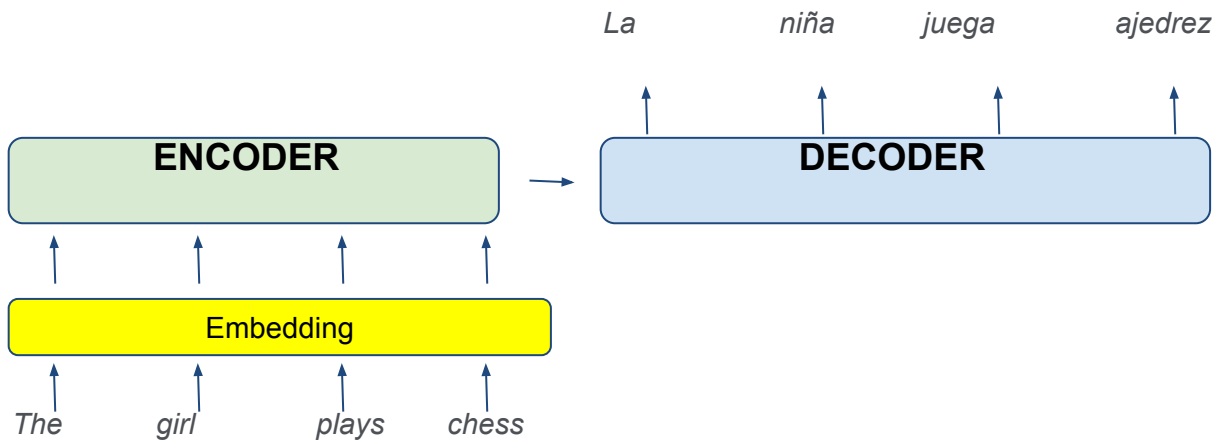 La niña juega ajedrez
ENCODER DECODER
Embedding
The girl plays chess